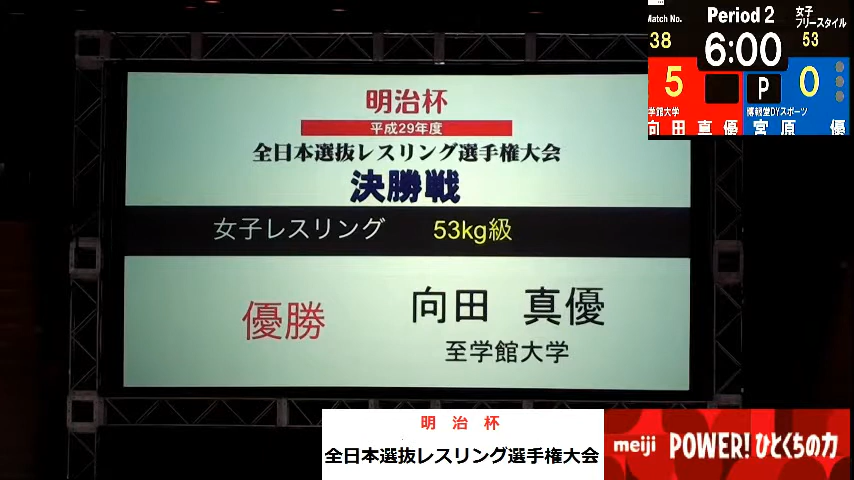 Match No.
Period 2
女子
フリースタイル
38
6:00
53
5
P
0
学館大学
博報堂DYスポーツ
向田 真優
宮原 優
明治杯
平成29年度
全日本選抜レスリング選手権大会
決勝戦
女子レスリング 53kg級
優勝
向田 真優
至学館大学
明治杯
全日本選抜レスリング選手権大会
meiji POWER!ひとくちの力